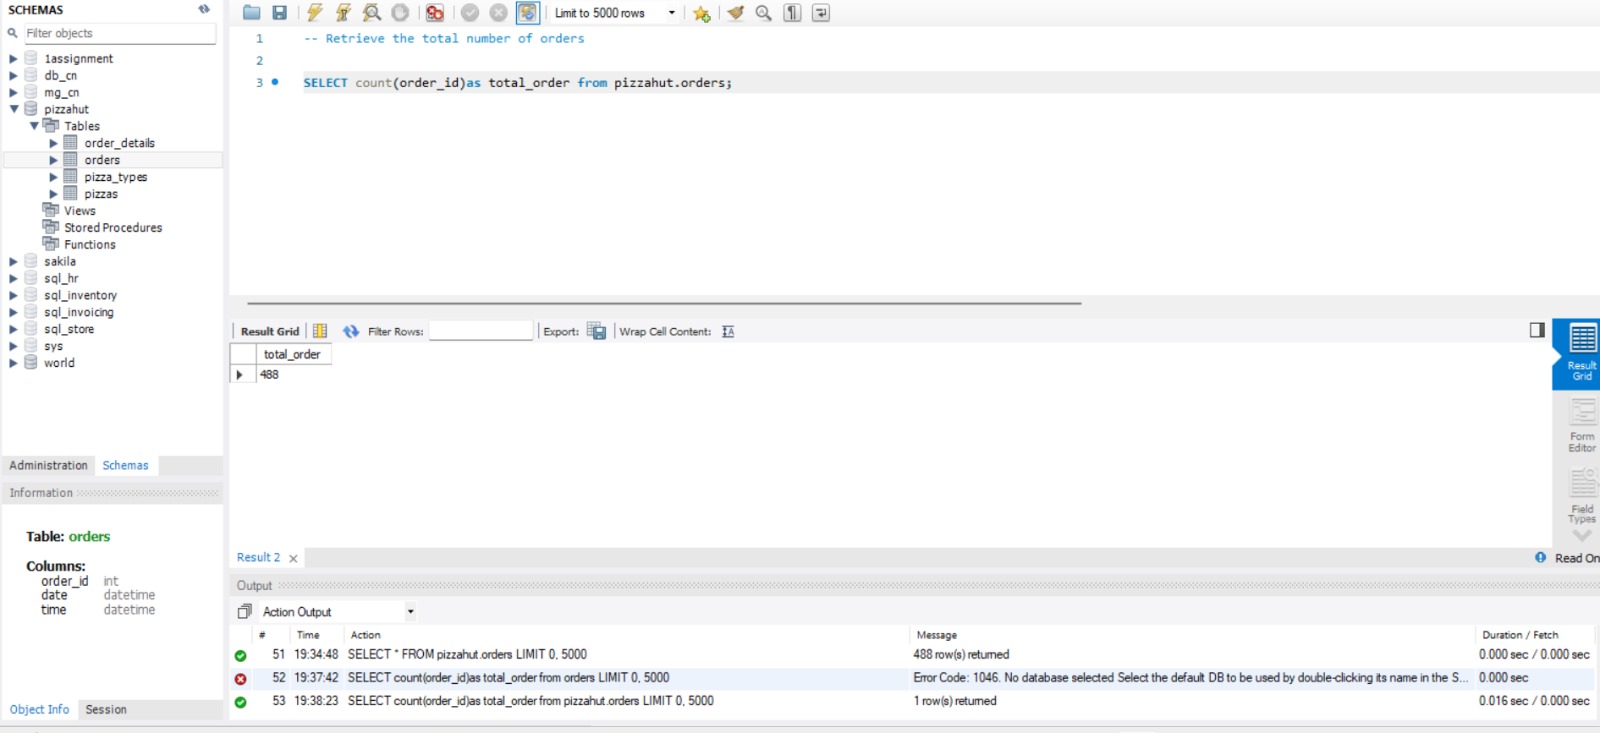 SCHEMAS
Filter objects
1assignment
db_cn
mg_cn
pizzahut
Tables
order_details
orders
pizza_types
pizzas
Views
Stored Procedures
Functions
sakila
sql_hr
sql_inventory
sql_invoicing
sql_store
sys
world
Administration Schemas
Information
Table: orders
Columns:
order_id int
date datetime
time datetime
Object Info Session
Limit to 5000 rows
1 -- Retrieve the total number of orders
2
3 SELECT count(order_id)as total_order from pizzahut.orders;
Result Grid Filter Rows: Export: Wrap Cell Content:
total_order
488
Result
Grid
Form
Editor
Field
Types
Result 2
Read On
Output
Action Output
# Time Action Message Duration / Fetch
51 19:34:48 SELECT * FROM pizzahut.orders LIMIT 0, 5000 488 row(s) returned 0.000 sec / 0.000 sec
52 19:37:42 SELECT count(order_id)as total_order from orders LIMIT 0, 5000 Error Code: 1046. No database selected Select the default DB to be used by double-clicking its name in the S... 0.000 sec
53 19:38:23 SELECT count(order_id)as total_order from pizzahut.orders LIMIT 0, 5000 1 row(s) returned 0.016 sec / 0.000 sec